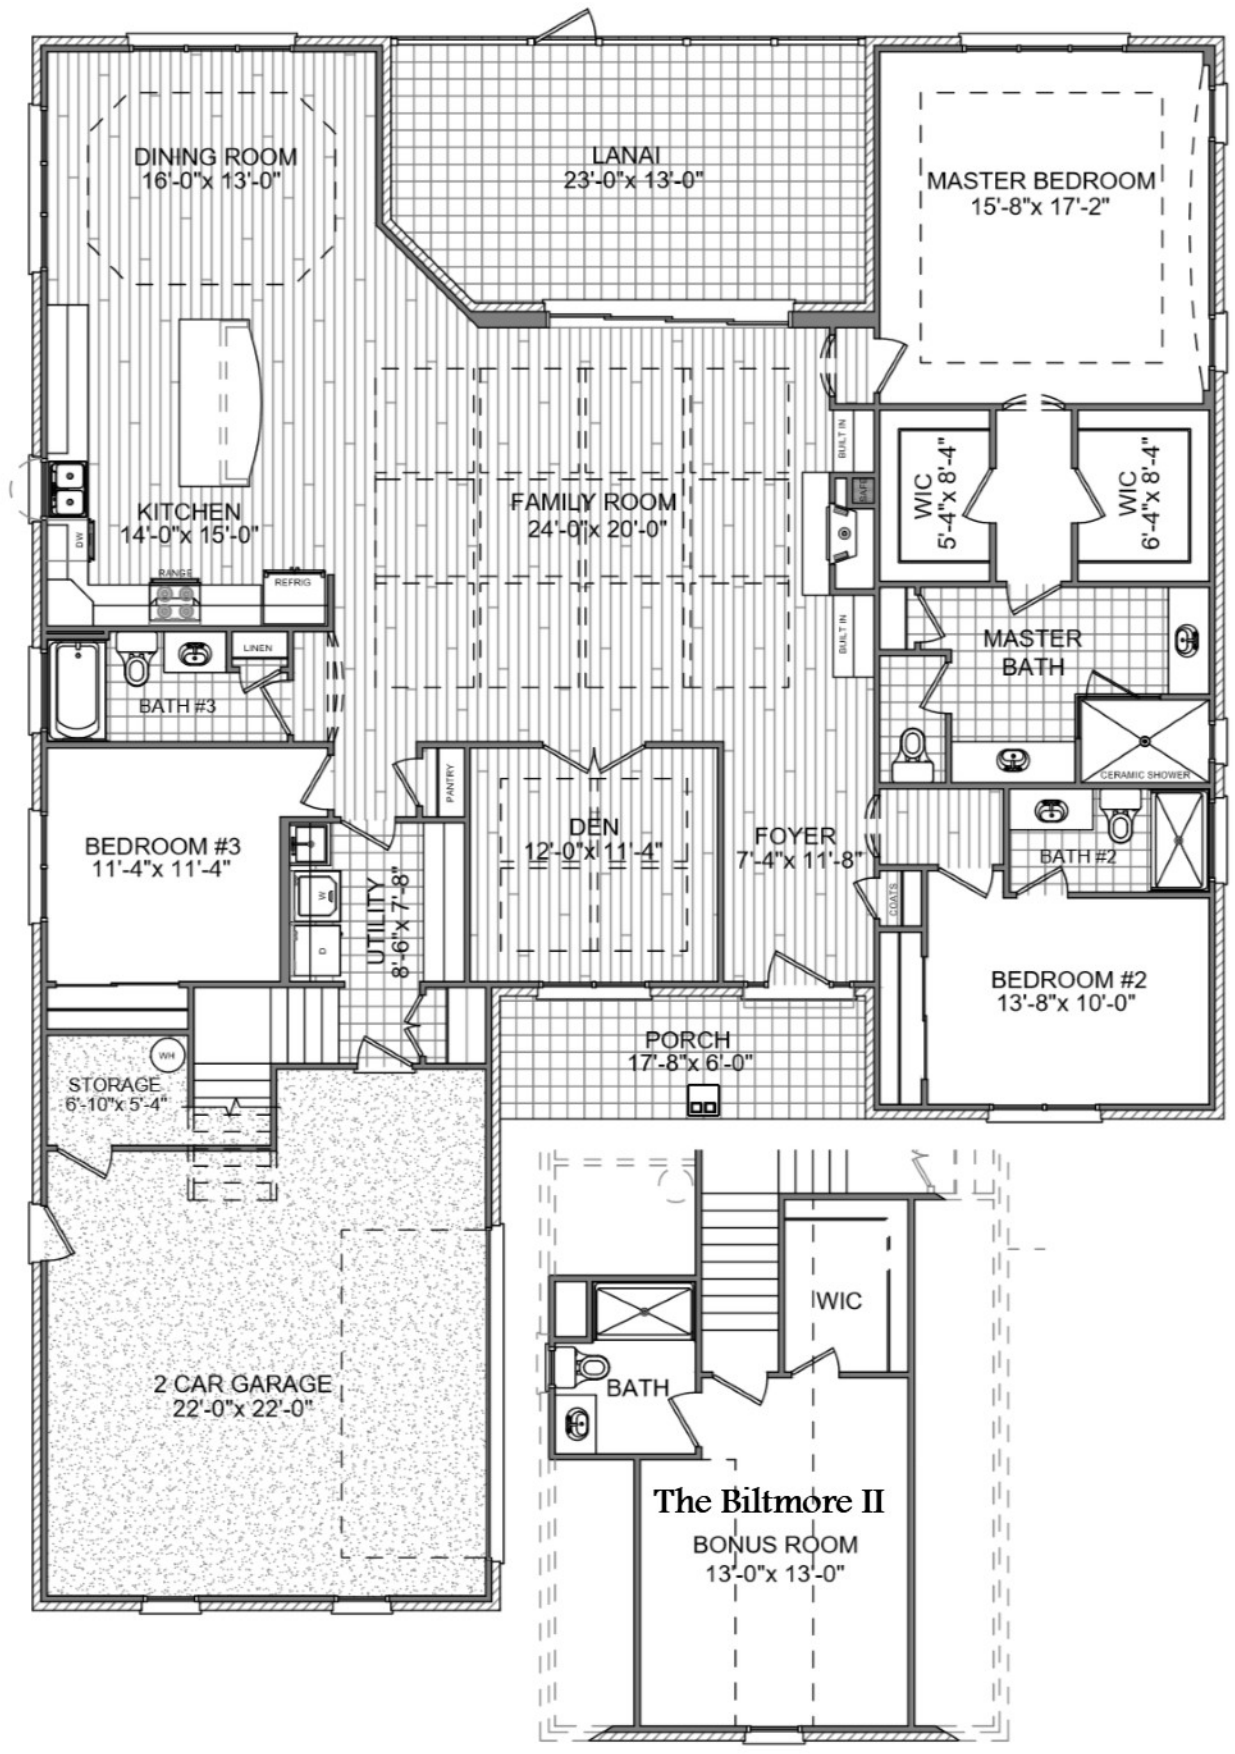 DINING ROOM
16'-0"x 13'-0"
LANAI
23'-0"x 13'-0"
MASTER BEDROOM
15'-8"x 17'-2"
BUILT IN
WIC
5'-4"x 8'-4"
WIC
6'-4"x 8'-4"
SAFE
FAMILY ROOM
24'-0"x 20'-0"
KITCHEN
14'-0"x 15'-0"
DW
RANGE
REFRIG
BUILT IN
LINEN
MASTER
BATH
BATH #3
CERAMIC SHOWER
PANTRY
BEDROOM #3
11'-4"x 11'-4"
DEN
12'-0"x 11'-4"
FOYER
7'-4"x 11'-8"
BATH #2
COATS
W
D
UTILITY
8'-6"x 7'-8"
BEDROOM #2
13'-8"x 10'-0"
PORCH
17'-8"x 6'-0"
WH
STORAGE
6'-10"x 5'-4"
WIC
BATH
2 CAR GARAGE
22'-0"x 22'-0"
The Biltmore II
BONUS ROOM
13'-0"x 13'-0"